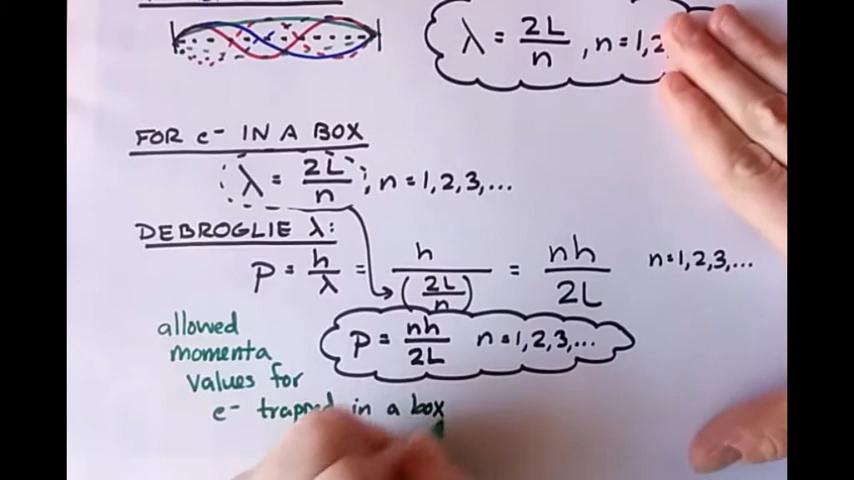 λ = 2L/n , n = 1, 2
FOR e- IN A BOX
λ = 2L/n , n = 1, 2, 3, ...
DEBROGLIE λ:
P = h/λ = h/(2L/n) = nh/2L n = 1, 2, 3, ...
P = nh/2L n = 1, 2, 3, ...
allowed
momenta
values for
e- trapped in a box